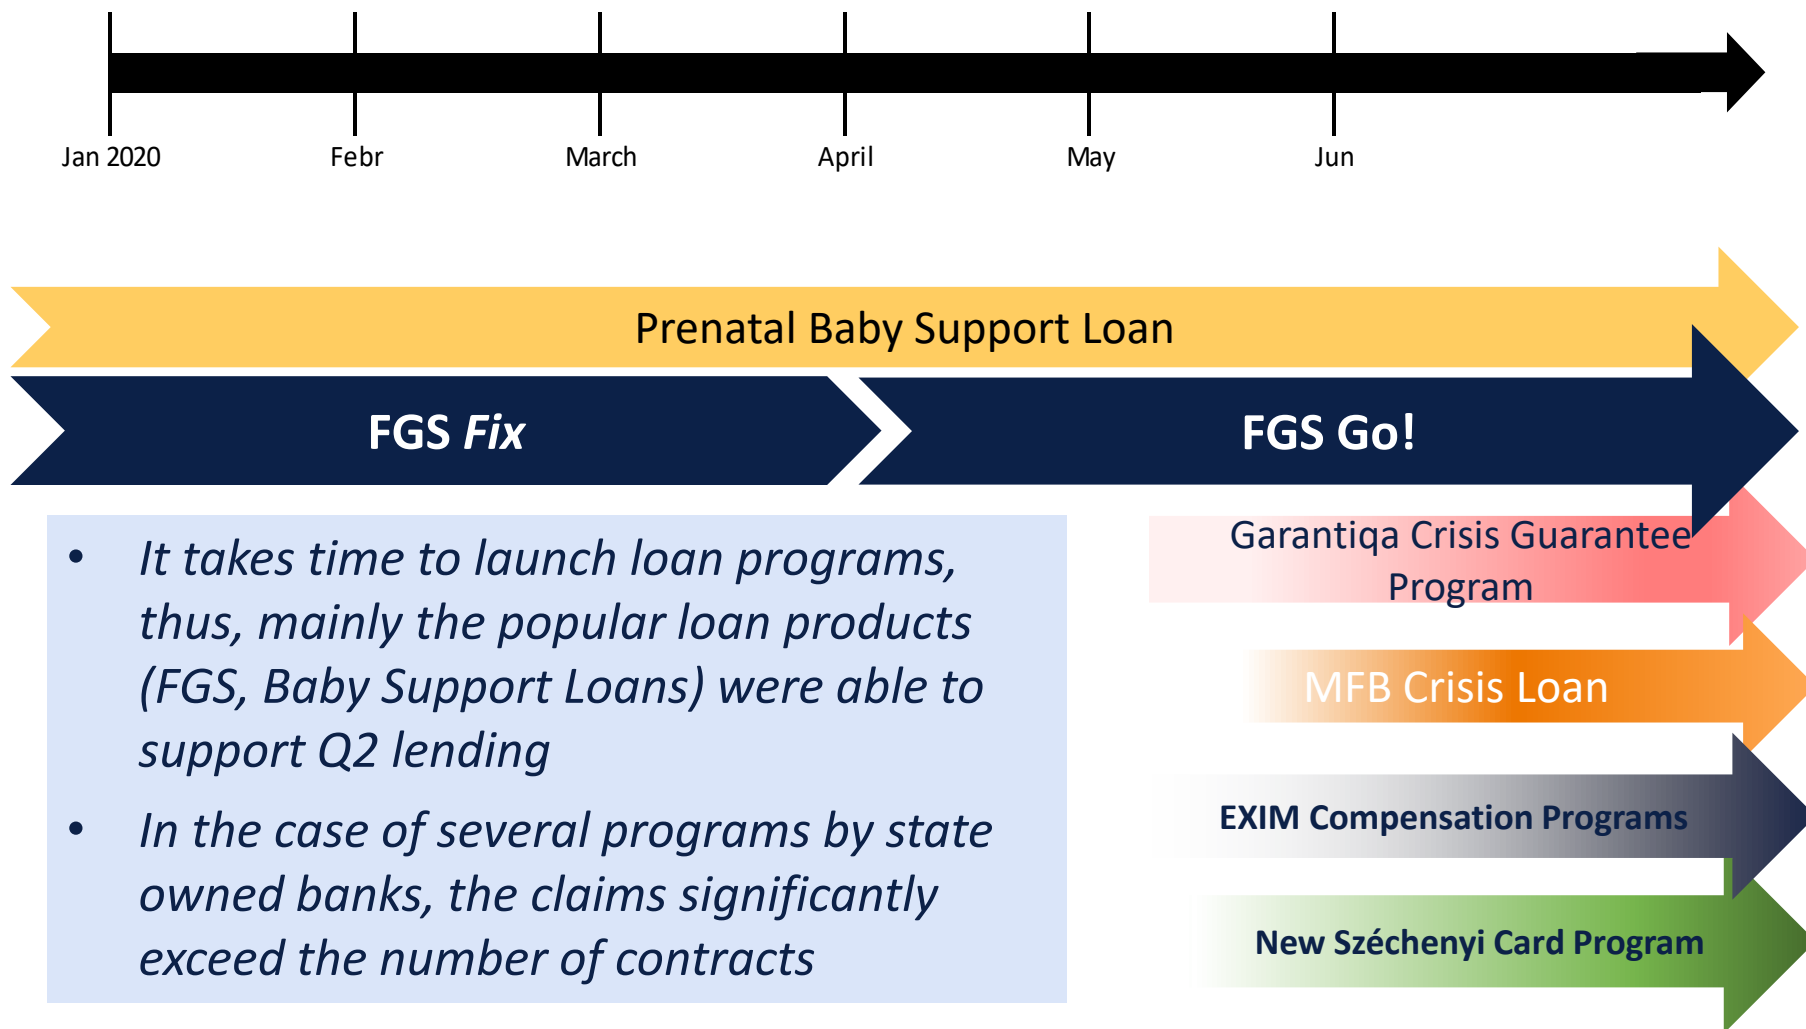 Jan 2020 Febr March April May Jun
Prenatal Baby Support Loan
FGS Fix FGS Go!
• It takes time to launch loan programs,
thus, mainly the popular loan products
(FGS, Baby Support Loans) were able to
support Q2 lending
• In the case of several programs by state
owned banks, the claims significantly
exceed the number of contracts
Garantiqa Crisis Guarantee
Program
MFB Crisis Loan
EXIM Compensation Programs
New Széchenyi Card Program